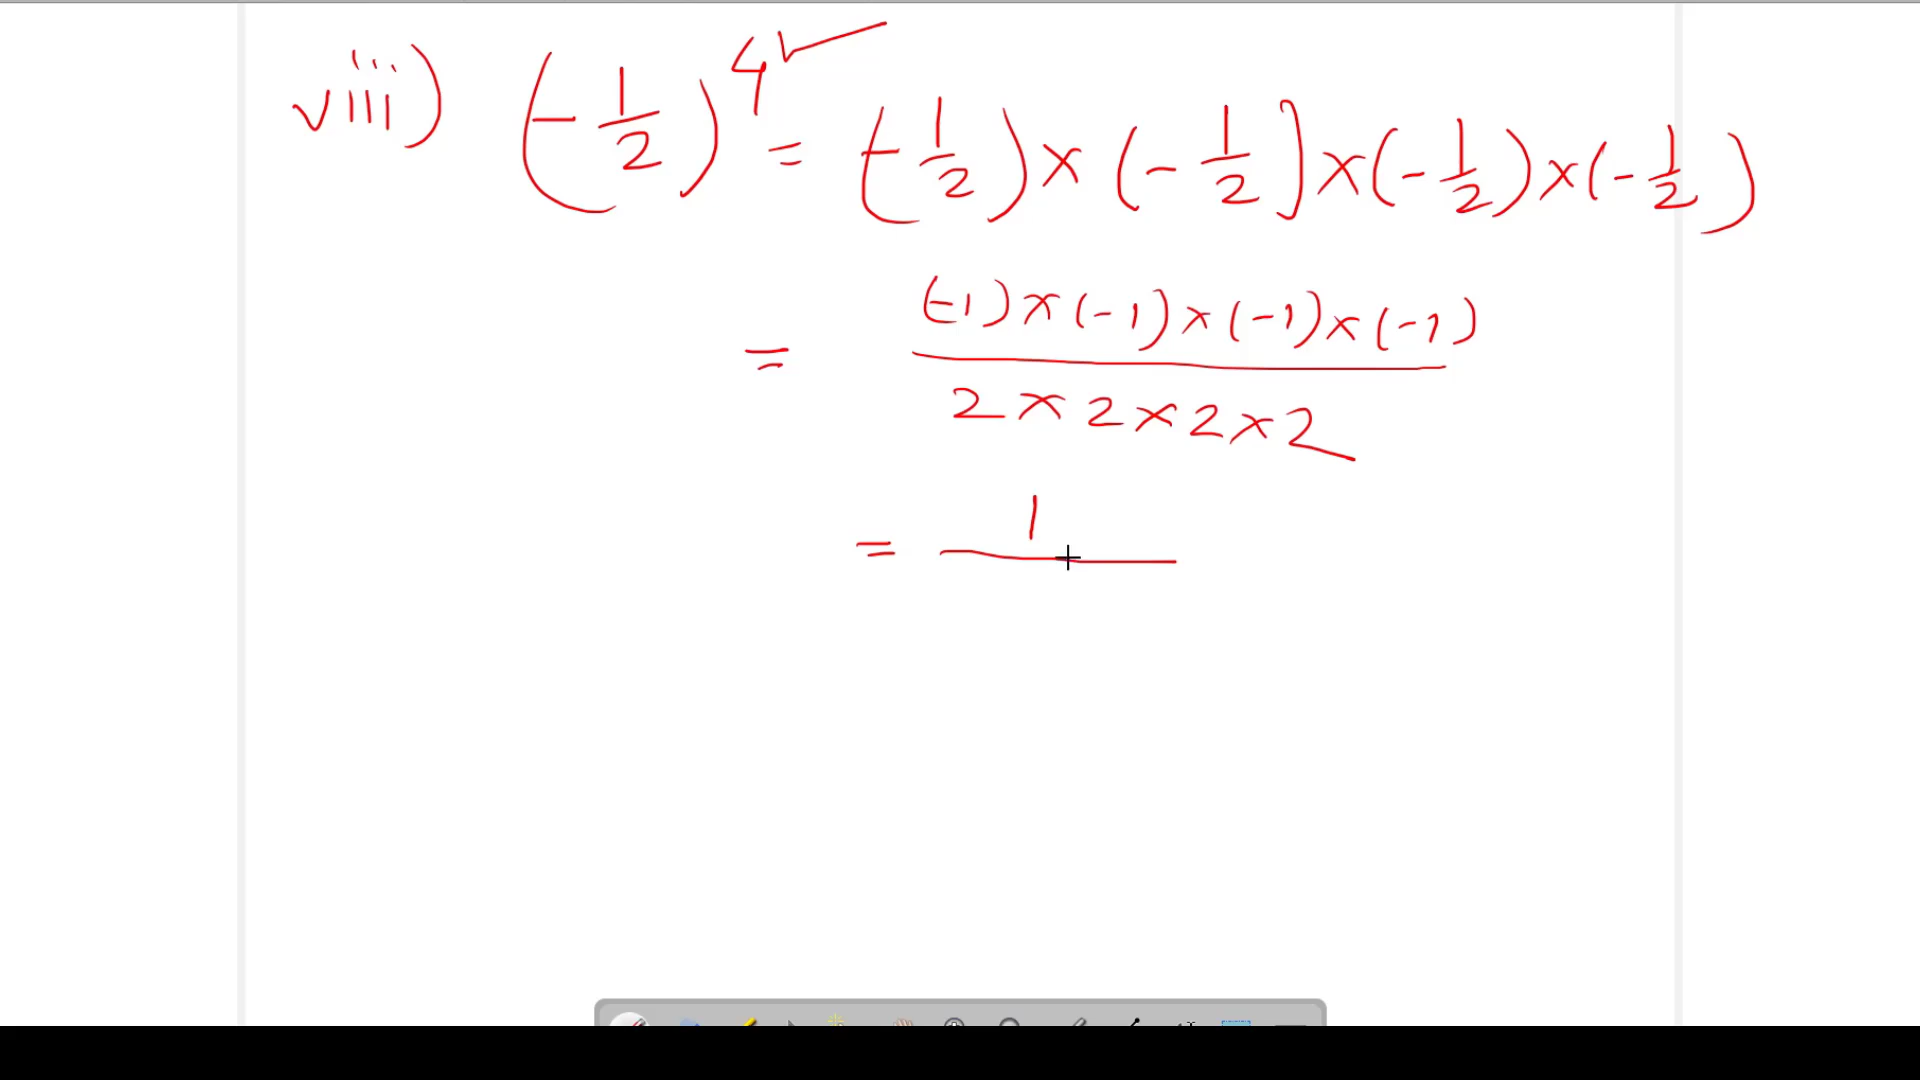 viii) (-1/2)^4 = (-1/2) × (-1/2] × (-1/2) × (-1/2)
= (-1) × (-1) × (-1) × (-1) / 2 × 2 × 2 × 2
= 1/